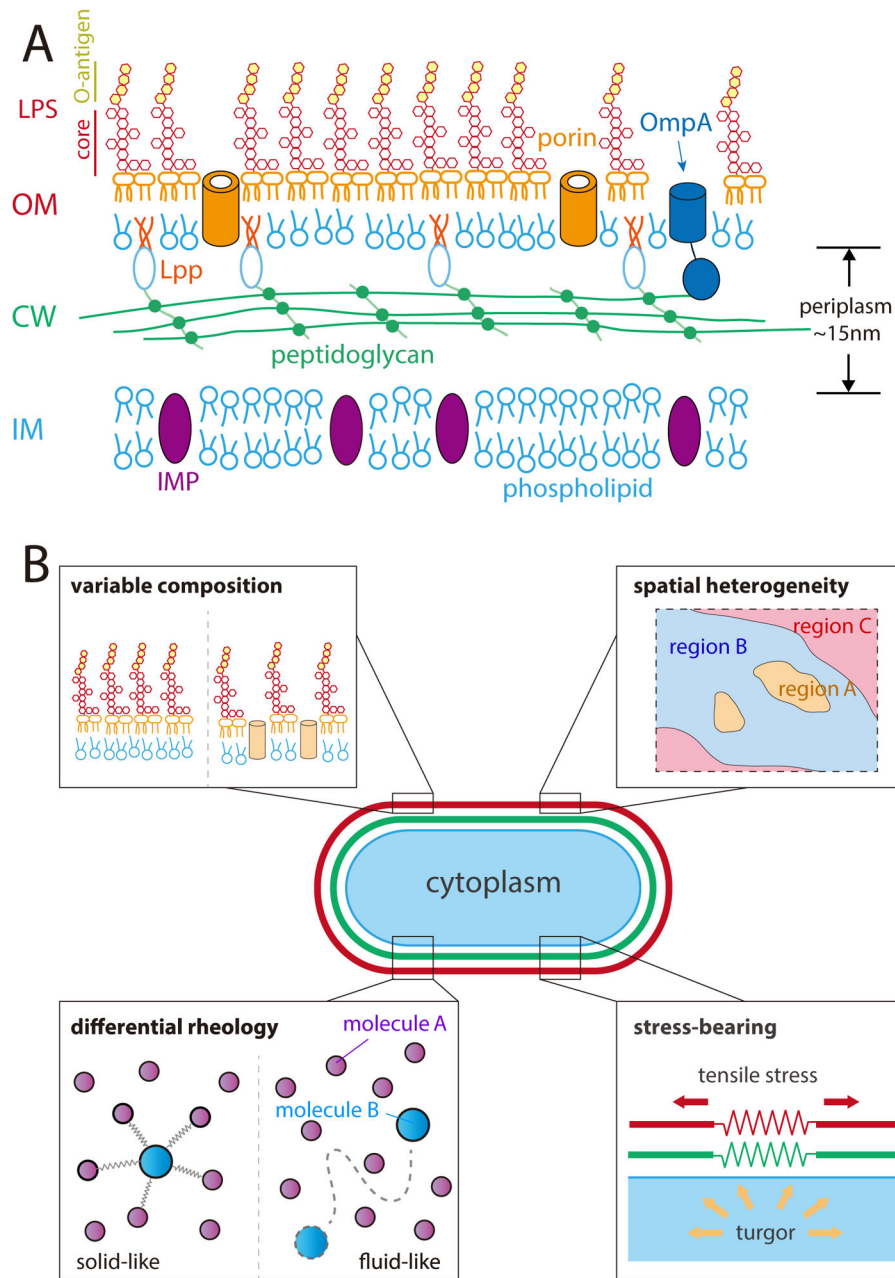 A
O-antigen
LPS
core
porin
OmpA
OM
Lpp
periplasm
~15nm
CW
peptidoglycan
IM
IMP
phospholipid
B
variable composition
spatial heterogeneity
region C
region B
region A
cytoplasm
differential rheology
molecule A
molecule B
solid-like
fluid-like
stress-bearing
tensile stress
turgor